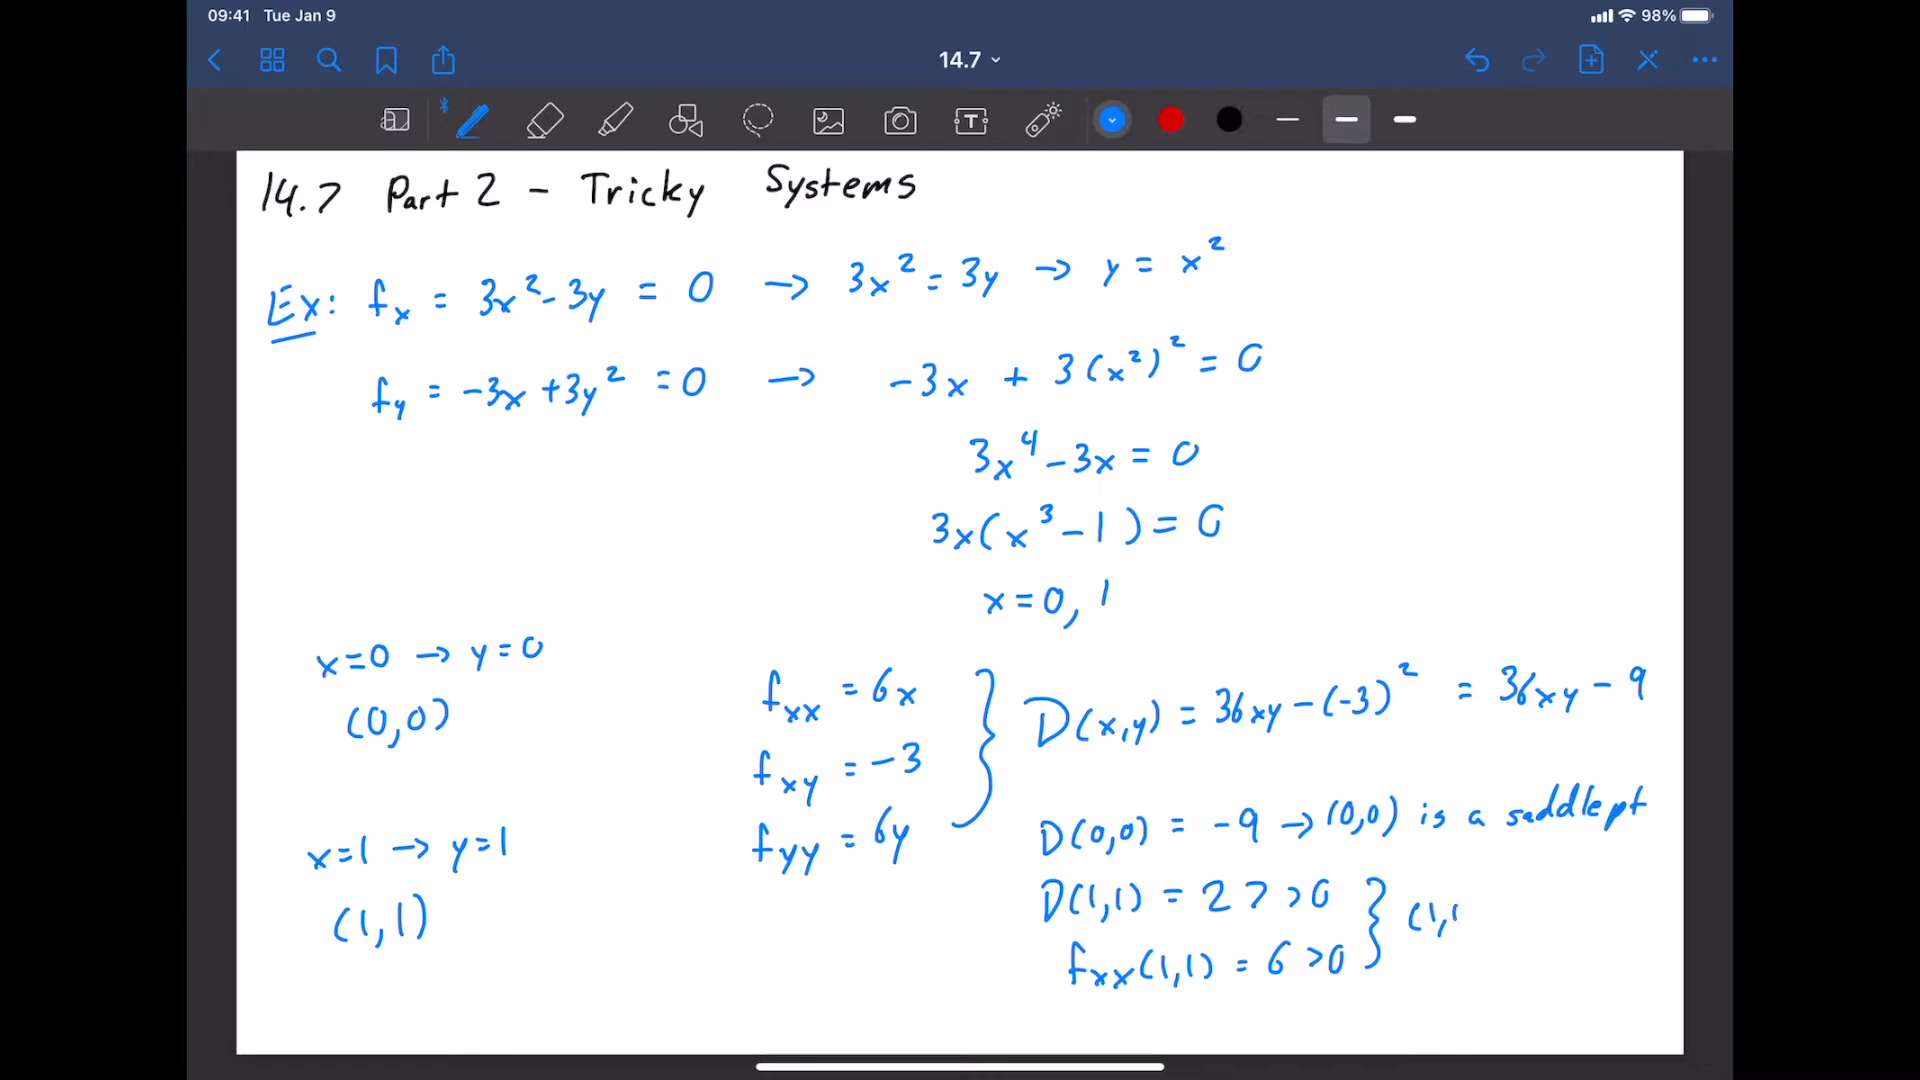 09:41 Tue Jan 9
98%
14.7
T
14.7 Part 2 - Tricky Systems
Ex: fx = 3x² - 3y = 0 → 3x² = 3y → y = x²
fy = -3x + 3y² = 0 → -3x + 3(x²)² = 0
3x⁴ - 3x = 0
3x(x³ - 1) = 0
x = 0, 1
x=0 → y=0
(0,0)
x=1 → y=1
(1,1)
fxx = 6x
fxy = -3
fyy = 6y
D(x,y) = 36xy - (-3)² = 36xy - 9
D(0,0) = -9 → (0,0) is a saddle pt
D(1,1) = 27 > 0
fxx(1,1) = 6 > 0
(1,1